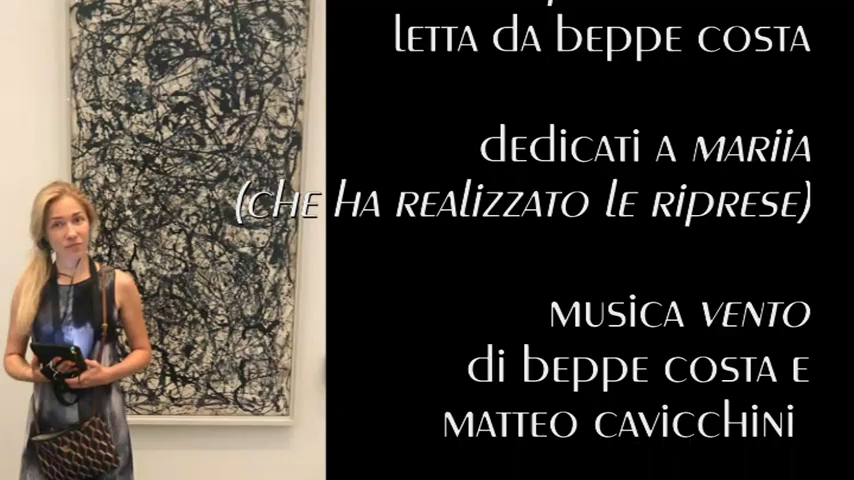 letta da beppe costa
dedicati a mariia
(che ha realizzato le riprese)
musica vento
di beppe costa e
matteo cavicchini